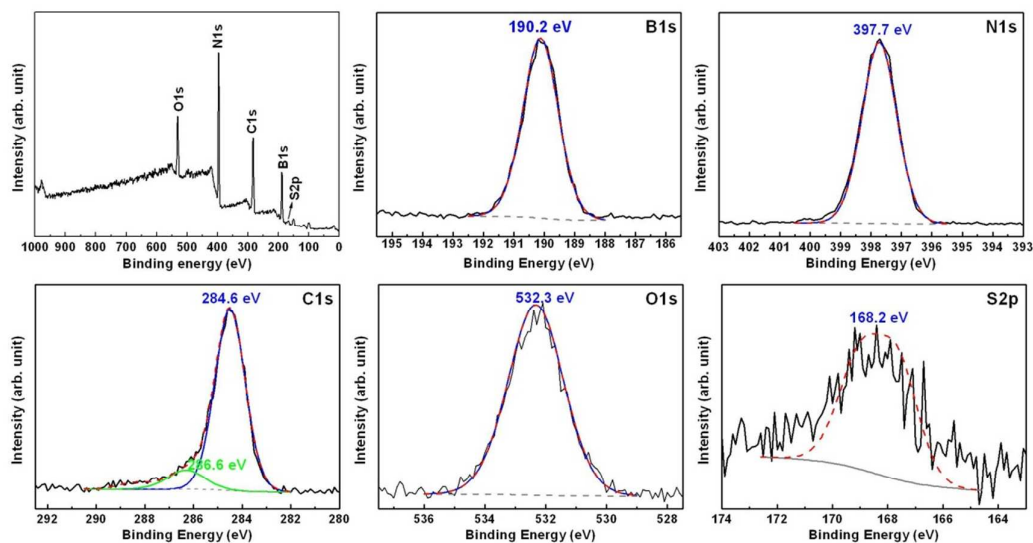 Intensity (arb. unit)
O1s
N1s
C1s
B1s
S2p
1000 900 800 700 600 500 400 300 200 100 0
Binding energy (eV)
Intensity (arb. unit)
190.2 eV
B1s
195 194 193 192 191 190 189 188 187 186
Binding Energy (eV)
Intensity (arb. unit)
397.7 eV
N1s
403 402 401 400 399 398 397 396 395 394 393
Binding Energy (eV)
Intensity (arb. unit)
284.6 eV
C1s
286.6 eV
292 290 288 286 284 282 280
Binding Energy (eV)
Intensity (arb. unit)
532.3 eV
O1s
536 534 532 530 528
Binding Energy (eV)
Intensity (arb. unit)
168.2 eV
S2p
174 172 170 168 166 164
Binding Energy (eV)